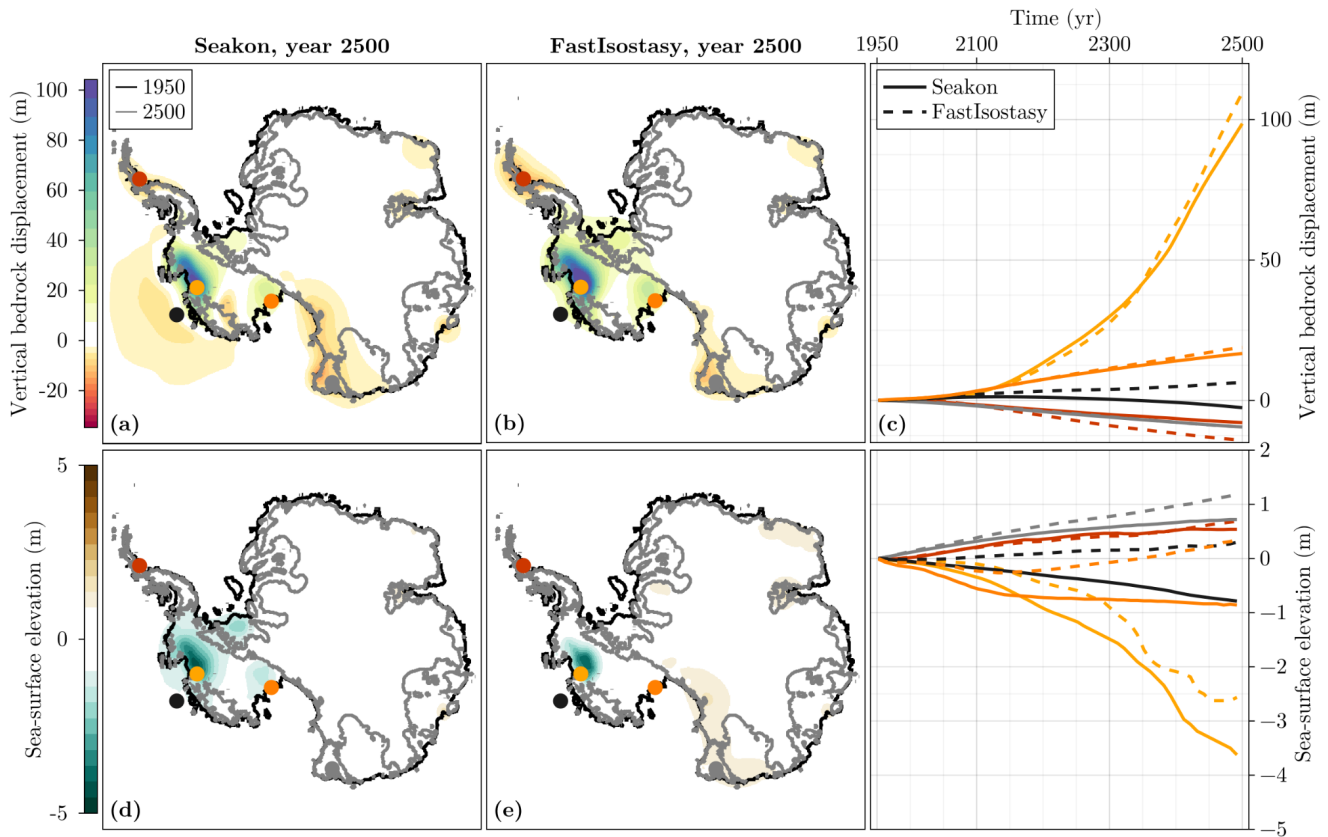 Time (yr)
Seakon, year 2500
FastIsostasy, year 2500
1950
2100
2300
2500
Vertical bedrock displacement (m)
100
80
60
40
20
0
-20
1950
2500
(a)
(b)
Seakon
FastIsostasy
(c)
100
50
0
Vertical bedrock displacement (m)
Sea-surface elevation (m)
5
0
-5
(d)
(e)
2
1
0
−1
−2
−3
−4
−5
Sea-surface elevation (m)